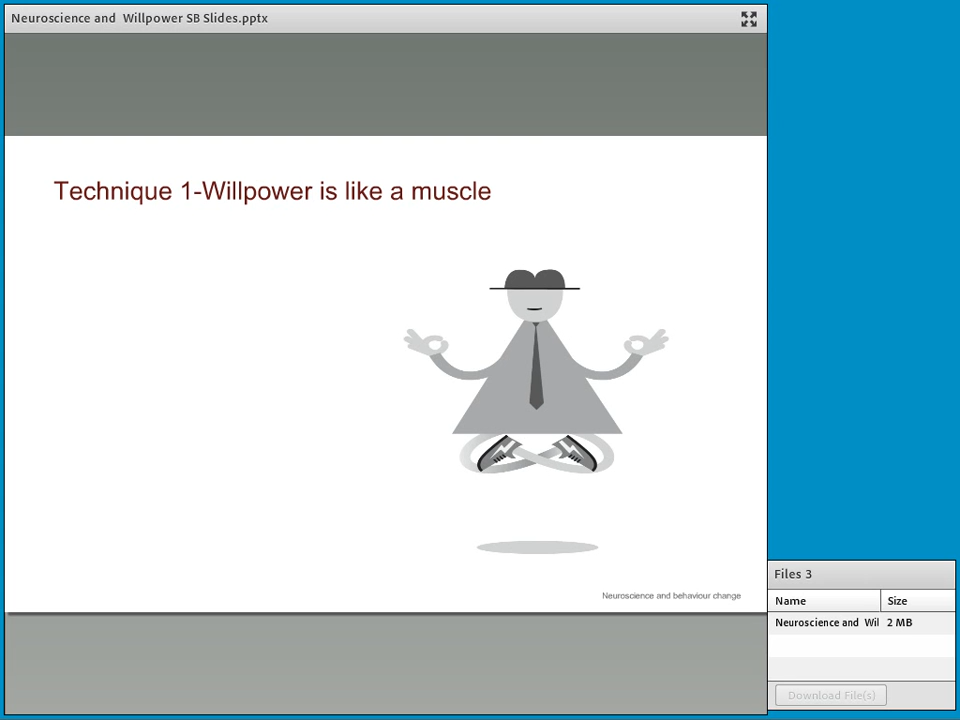 Neuroscience and  Willpower SB Slides.pptx
Technique 1-Willpower is like a muscle
Neuroscience and behaviour change
Files 3
Name Size
Neuroscience and  Wil 2 MB
Download File(s)